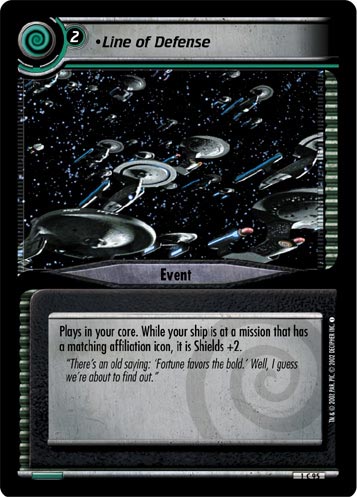 2
•Line of Defense
Event
Plays in your core. While your ship is at a mission that has
a matching affiliation icon, it is Shields +2.
"There's an old saying: 'Fortune favors the bold.' Well, I guess
we're about to find out."
TM & © 2002 PAR. PIC. © 2002 DECIPHER INC.
1 C 95